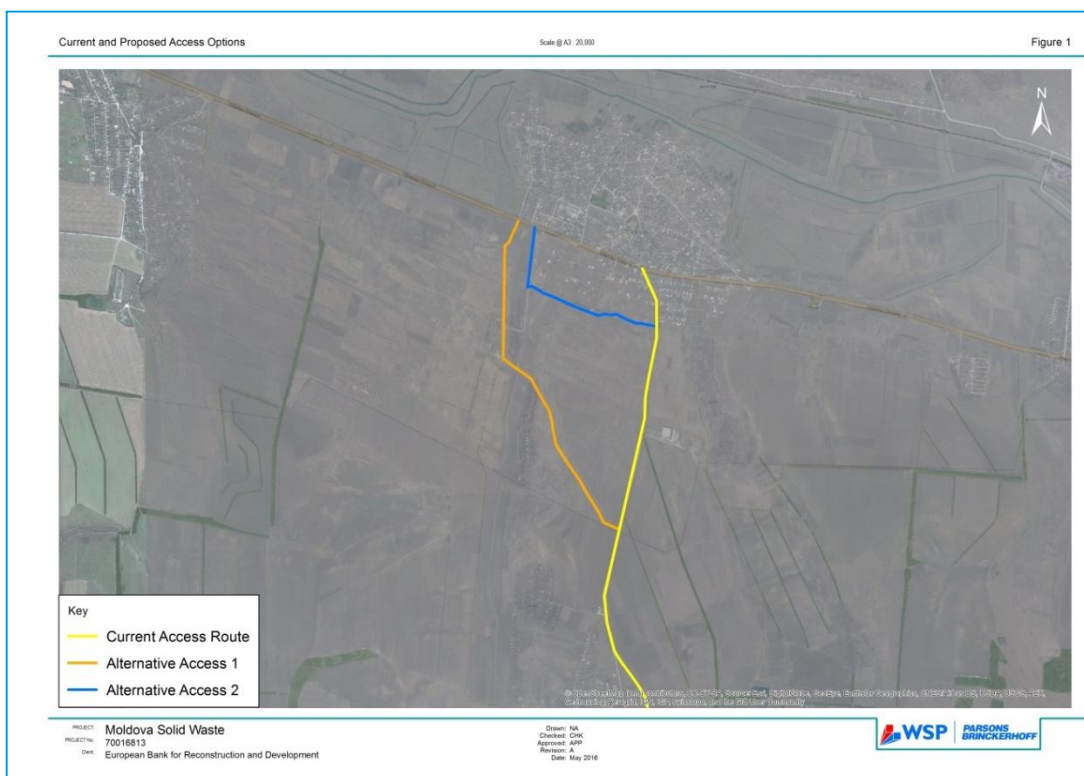 Current and Proposed Access Options
Scale @ A3 : 20,000
Figure 1
N
Key
Current Access Route
Alternative Access 1
Alternative Access 2
PROJECT: Moldova Solid Waste
PROJECT No: 70016813
Client: European Bank for Reconstruction and Development
Drawn: NA
Checked: CHK
Approved: APP
Revision: A
Date: May 2016
WSP
PARSONS
BRINCKERHOFF